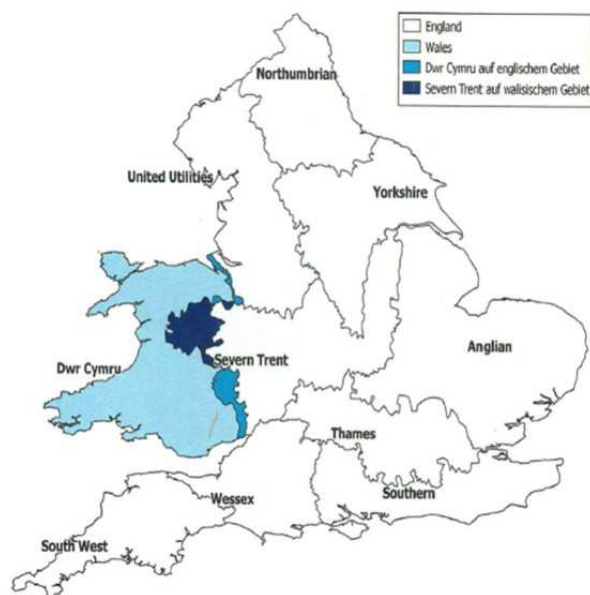 England
Wales
Dwr Cymru auf englischem Gebiet
Severn Trent auf walisischem Gebiet
Northumbrian
United Utilities
Yorkshire
Anglian
Severn Trent
Dwr Cymru
Thames
Southern
Wessex
South West